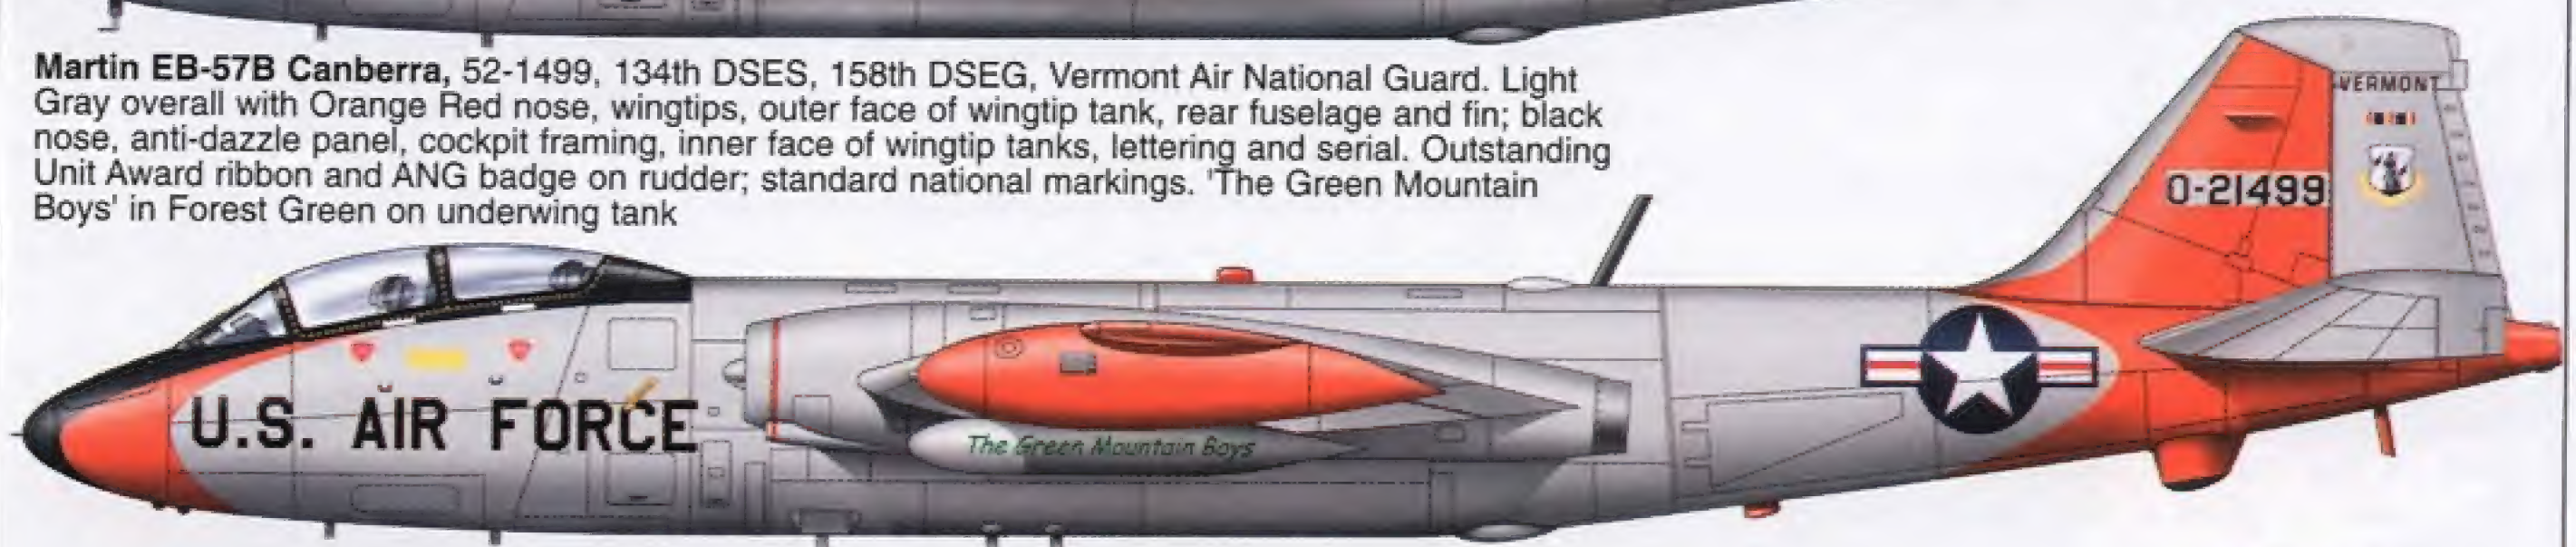 Martin EB-57B Canberra, 52-1499, 134th DSES, 158th DSEG, Vermont Air National Guard. Light
Gray overall with Orange Red nose, wingtips, outer face of wingtip tank, rear fuselage and fin; black
nose, anti-dazzle panel, cockpit framing, inner face of wingtip tanks, lettering and serial. Outstanding
Unit Award ribbon and ANG badge on rudder; standard national markings. 'The Green Mountain
Boys' in Forest Green on underwing tank
VERMONT
0-21499
U.S. AIR FORCE
The Green Mountain Boys